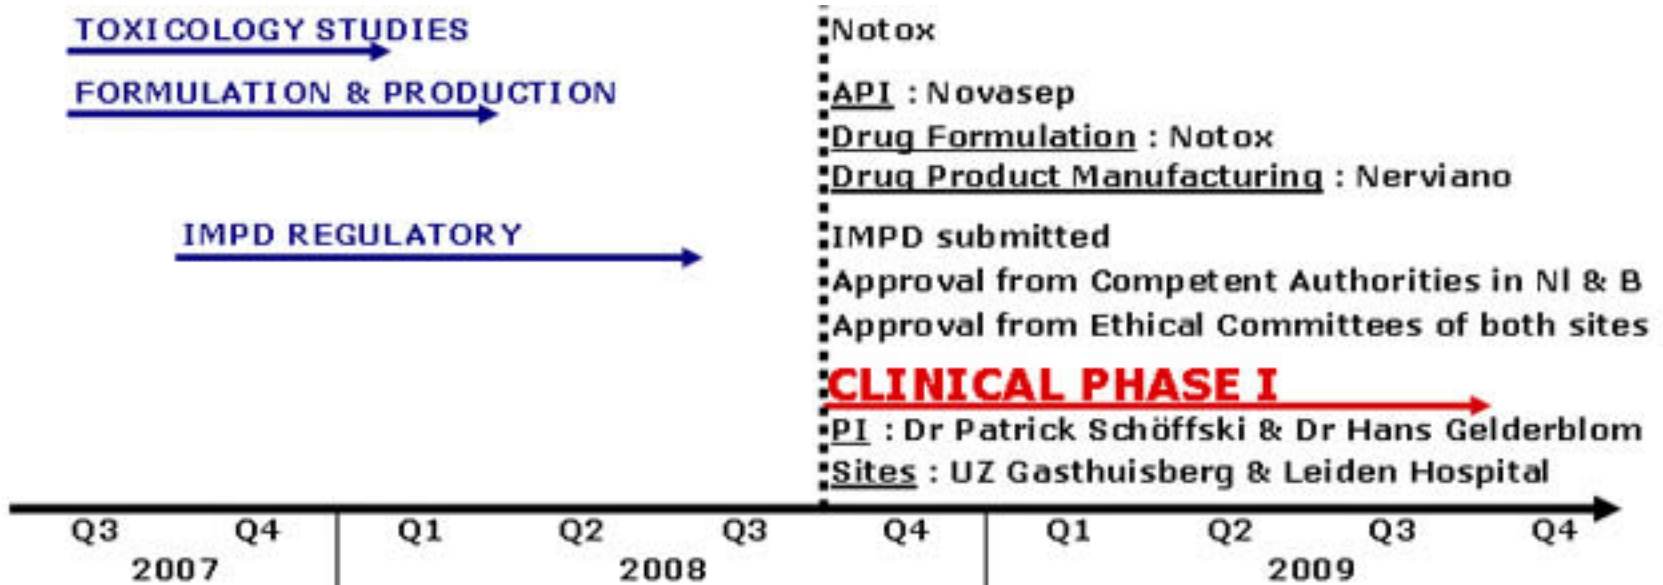 TOXICOLOGY STUDIES
Notox
FORMULATION & PRODUCTION
API : Novasep
Drug Formulation : Notox
Drug Product Manufacturing : Nerviano
IMPD REGULATORY
IMPD submitted
Approval from Competent Authorities in Nl & B
Approval from Ethical Committees of both sites
CLINICAL PHASE I
PI : Dr Patrick Schöffski & Dr Hans Gelderblom
Sites : UZ Gasthuisberg & Leiden Hospital
Q3 Q4 Q1 Q2 Q3 Q4 Q1 Q2 Q3 Q4
2007 2008 2009